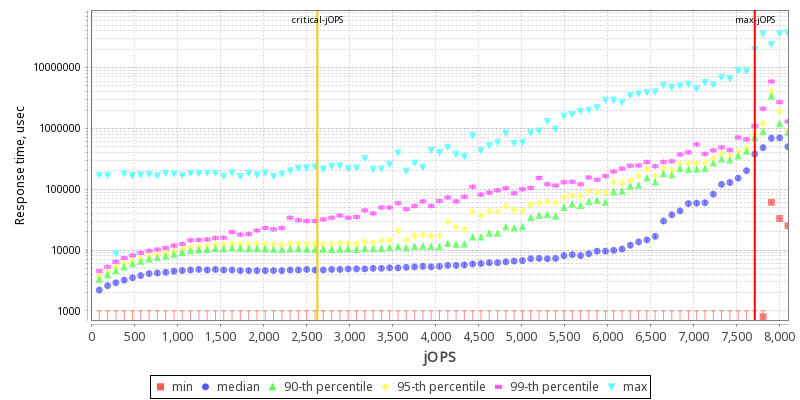 critical-jOPS max-jOPS
10000000
1000000
100000
10000
1000
Response time, usec
0 500 1,000 1,500 2,000 2,500 3,000 3,500 4,000 4,500 5,000 5,500 6,000 6,500 7,000 7,500 8,000
jOPS
min median 90-th percentile 95-th percentile 99-th percentile max